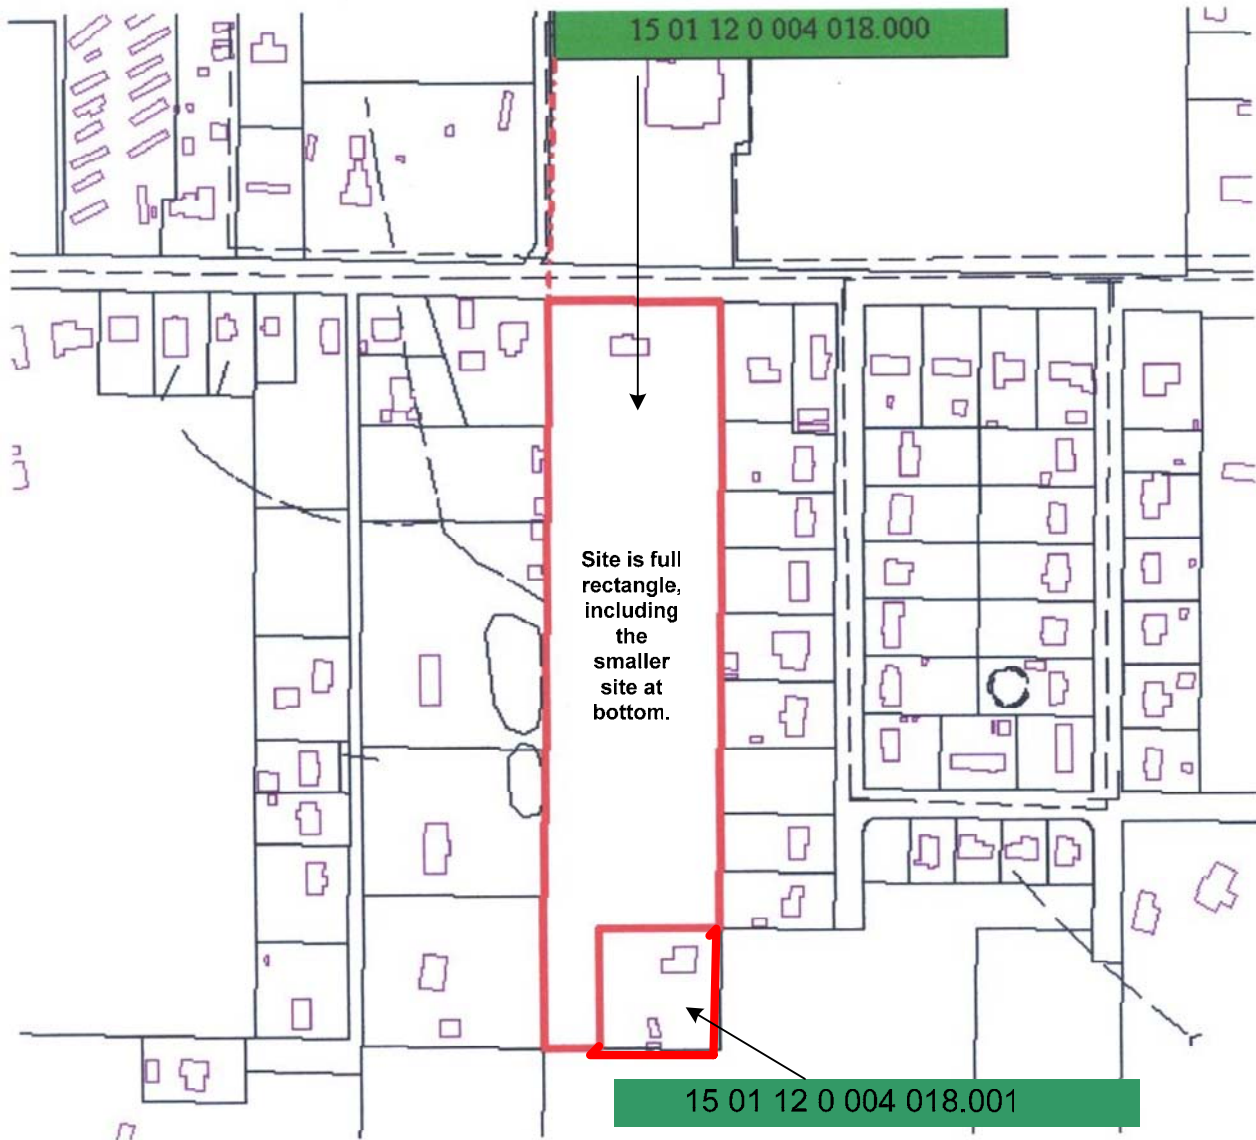 15 01 12 0 004 018.000
Site is full
rectangle,
including
the
smaller
site at
bottom.
15 01 12 0 004 018.001